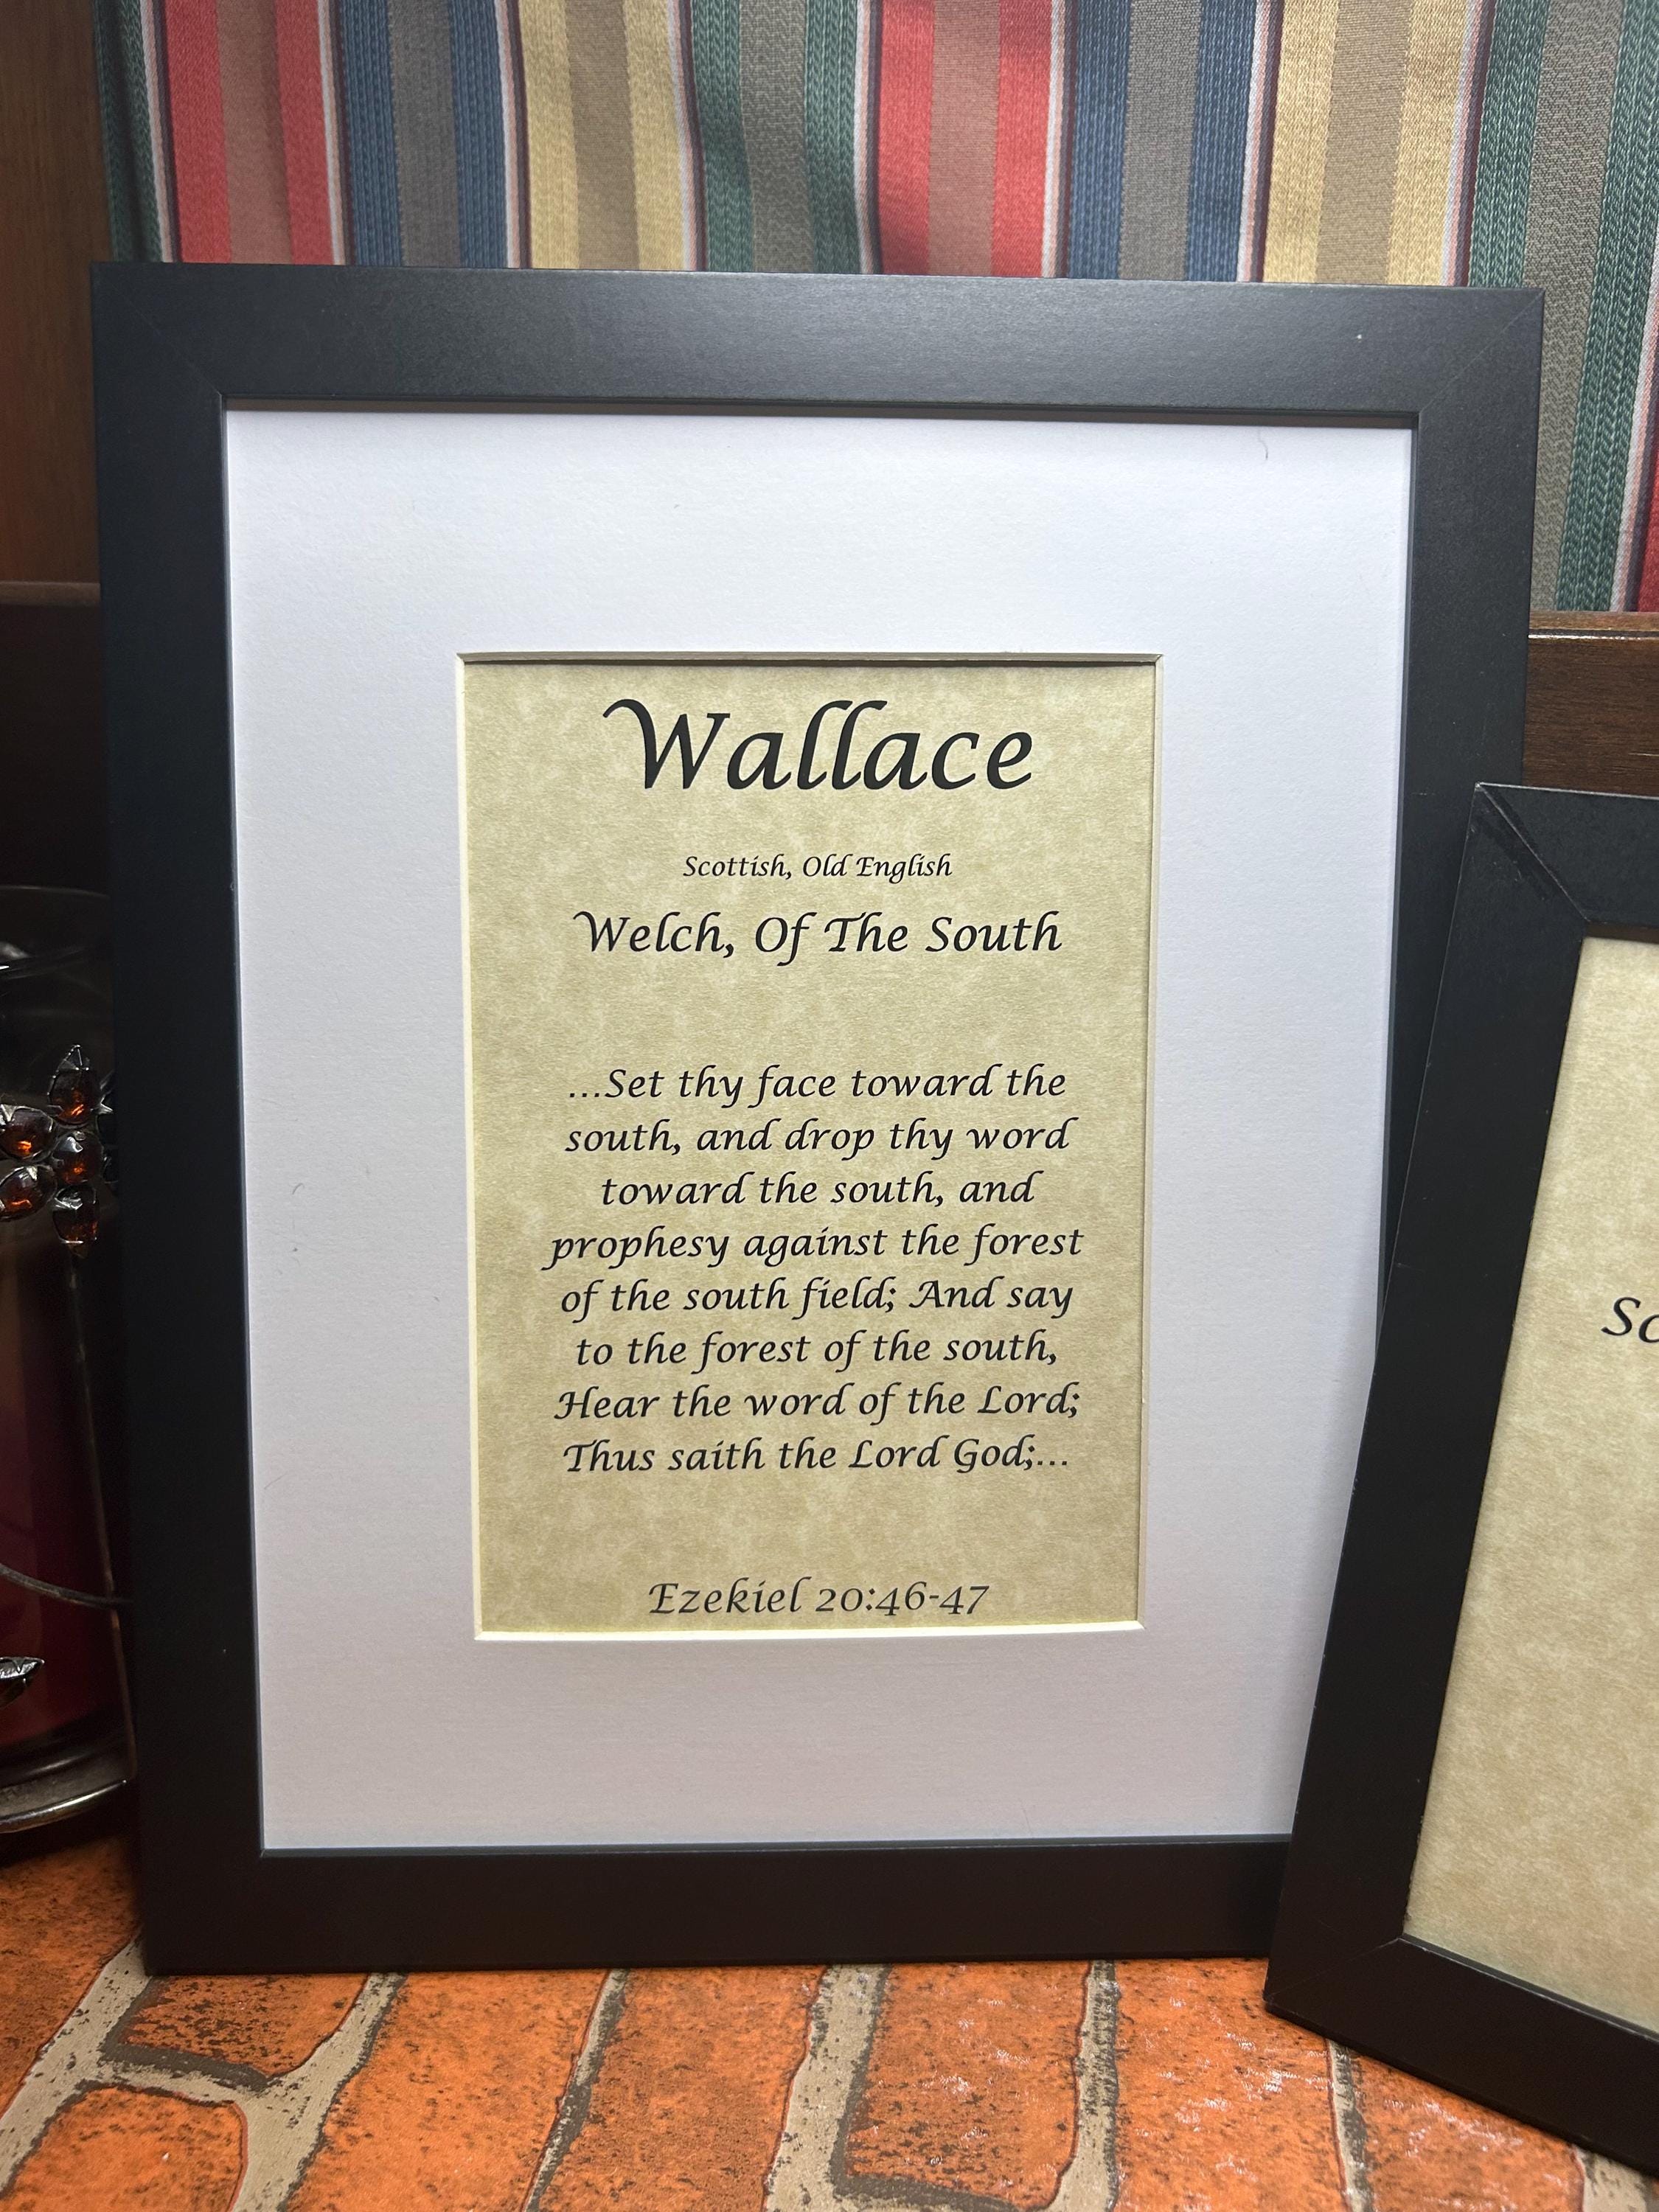 Wallace
Scottish, Old English
Welch, Of The South
...Set thy face toward the
south, and drop thy word
toward the south, and
prophesy against the forest
of the south field; And say
to the forest of the south,
Hear the word of the Lord;
Thus saith the Lord God;...
Ezekiel 20:46-47